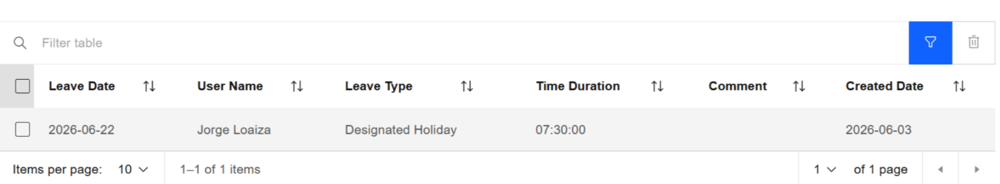 Filter table
Leave Date User Name Leave Type Time Duration Comment Created Date
2026-06-22 Jorge Loaiza Designated Holiday 07:30:00 2026-06-03
Items per page: 10 1–1 of 1 items 1 of 1 page